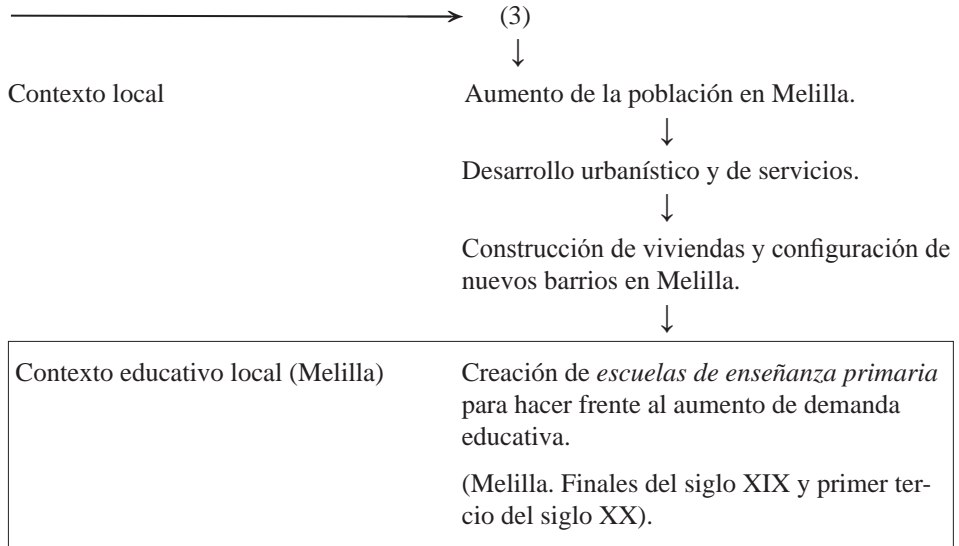 (3)
Contexto local
Aumento de la población en Melilla.
Desarrollo urbanístico y de servicios.
Construcción de viviendas y configuración de
nuevos barrios en Melilla.
Contexto educativo local (Melilla)
Creación de escuelas de enseñanza primaria
para hacer frente al aumento de demanda
educativa.
(Melilla. Finales del siglo XIX y primer ter-
cio del siglo XX).